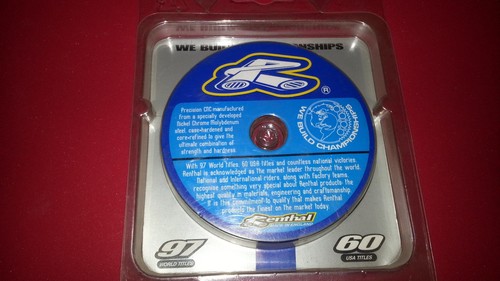 WE BUILD CHAMPIONSHIPS
R
®
Precision CNC manufactured
from a specially developed
Nickel Chrome Molybdenum
steel, case-hardened and
core-refined to give the
ultimate combination of
strength and hardness.
WE BUILD CHAMPIONSHIPS
With 97 World Titles, 60 USA titles and countless national victories,
Renthal is acknowledged as the market leader throughout the world.
National and International riders, along with factory teams,
recognise something very special about Renthal products: the
highest quality in materials, engineering and craftsmanship.
It is this commitment to quality that makes Renthal
products the finest on the market today.
Renthal
MADE IN ENGLAND
97
WORLD TITLES
60
USA TITLES